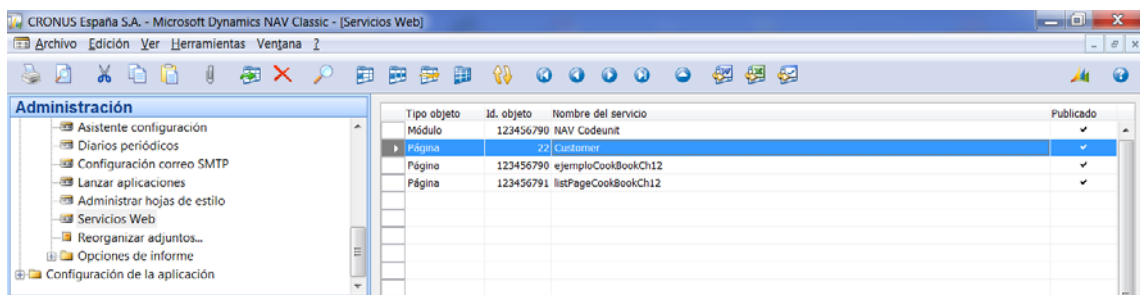 CRONUS España S.A. - Microsoft Dynamics NAV Classic - [Servicios Web]
Archivo Edición Ver Herramientas Ventana ?
Administración
Asistente configuración
Diarios periódicos
Configuración correo SMTP
Lanzar aplicaciones
Administrar hojas de estilo
Servicios Web
Reorganizar adjuntos...
Opciones de informe
Configuración de la aplicación
Tipo objeto Id. objeto Nombre del servicio Publicado
Módulo 123456790 NAV Codeunit
Página 22 Customer
Página 123456790 ejemploCookBookCh12
Página 123456791 listPageCookBookCh12